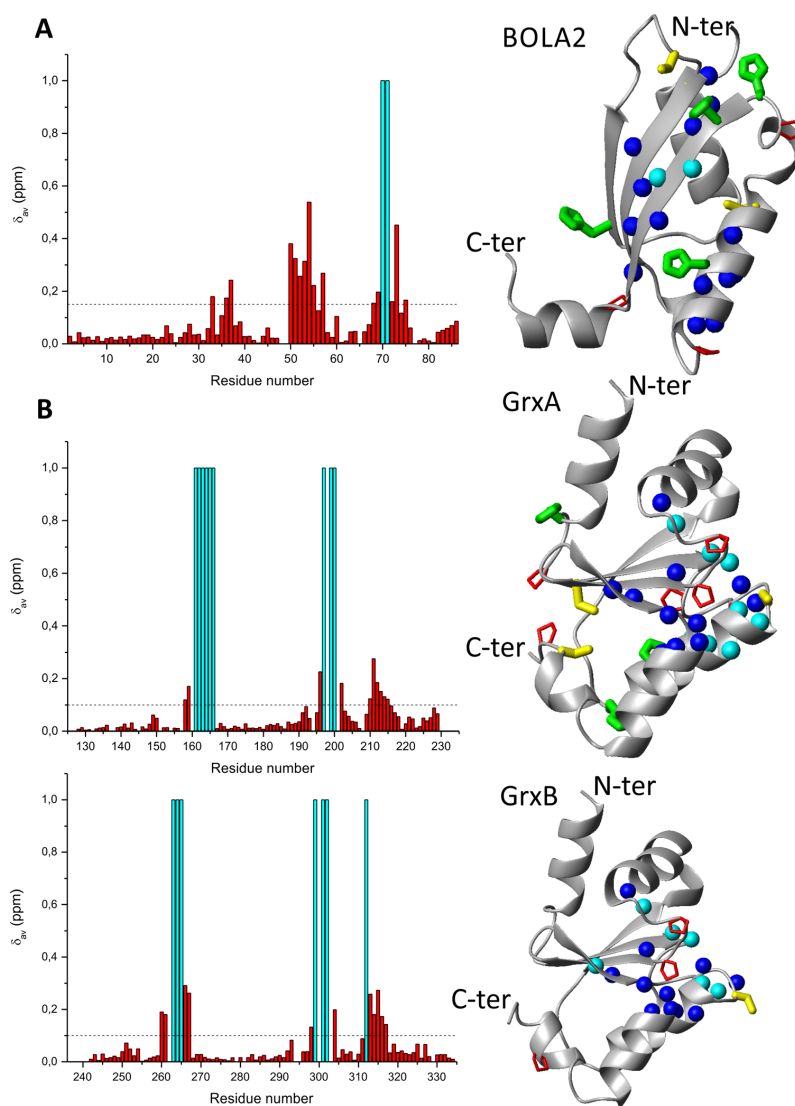 A
BOLA2
N-ter
C-ter
1,0
0,8
0,6
0,4
0,2
0,0
δav (ppm)
10 20 30 40 50 60 70 80
Residue number
B
GrxA
N-ter
C-ter
1,0
0,8
0,6
0,4
0,2
0,0
δav (ppm)
130 140 150 160 170 180 190 200 210 220 230
Residue number
GrxB
N-ter
C-ter
1,0
0,8
0,6
0,4
0,2
0,0
δav (ppm)
240 250 260 270 280 290 300 310 320 330
Residue number